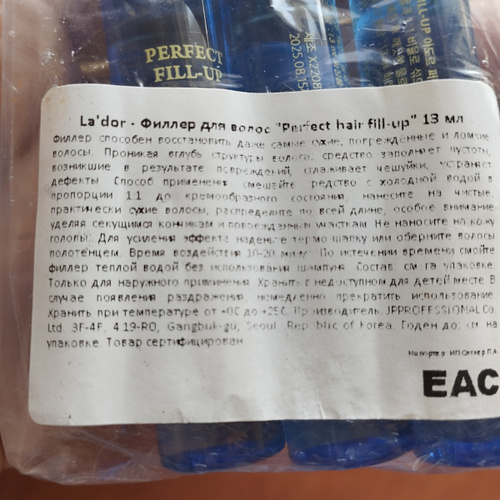 PERFECT
FILL-UP
2025.08.15
La'dor - Филлер для волос "Perfect hair fill-up" 13 мл
Филлер способен восстановить даже самые сухие, поврежденные и ломкие
волосы. Проникая вглубь структуры волоса, средство заполняет пустоты,
возникшие в результате повреждений, сглаживает чешуйки, устраняет
дефекты. Способ применения: смешайте средство с холодной водой в
пропорции 1:1 до кремообразного состояния, нанесите на чистые,
практически сухие волосы, распределите по всей длине, особое внимание
уделяя секущимся кончикам и поврежденным участкам. Не наносите на кожу
головы. Для усиления эффекта наденьте термо шапку или оберните волосы
полотенцем. Время воздействия 10-20 минут. По истечении времени смойте
филлер теплой водой без использования шампуня. Состав: см. на упаковке.
Только для наружного применения. Хранить в недоступном для детей месте. В
случае появления раздражения, немедленно прекратить использование.
Хранить при температуре от +0С до +25С. Производитель: JPPROFESSIONAL Co.
Ltd. 3F-4F, 4.19-RO, Gangbuk-gu, Seoul, Republic of Korea. Годен до: см. на
упаковке. Товар сертифицирован
Импортер: ИП
EAC